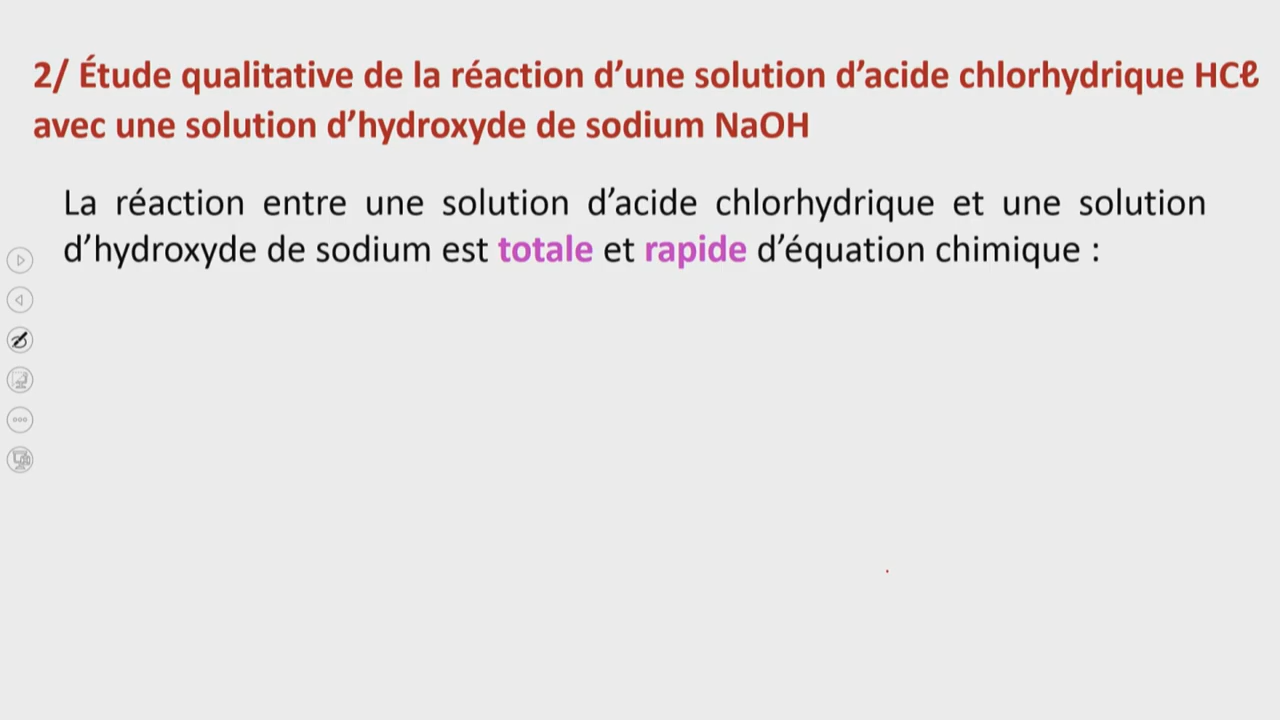 2/ Étude qualitative de la réaction d’une solution d’acide chlorhydrique HCℓ
avec une solution d’hydroxyde de sodium NaOH
La réaction entre une solution d’acide chlorhydrique et une solution
d’hydroxyde de sodium est totale et rapide d’équation chimique :